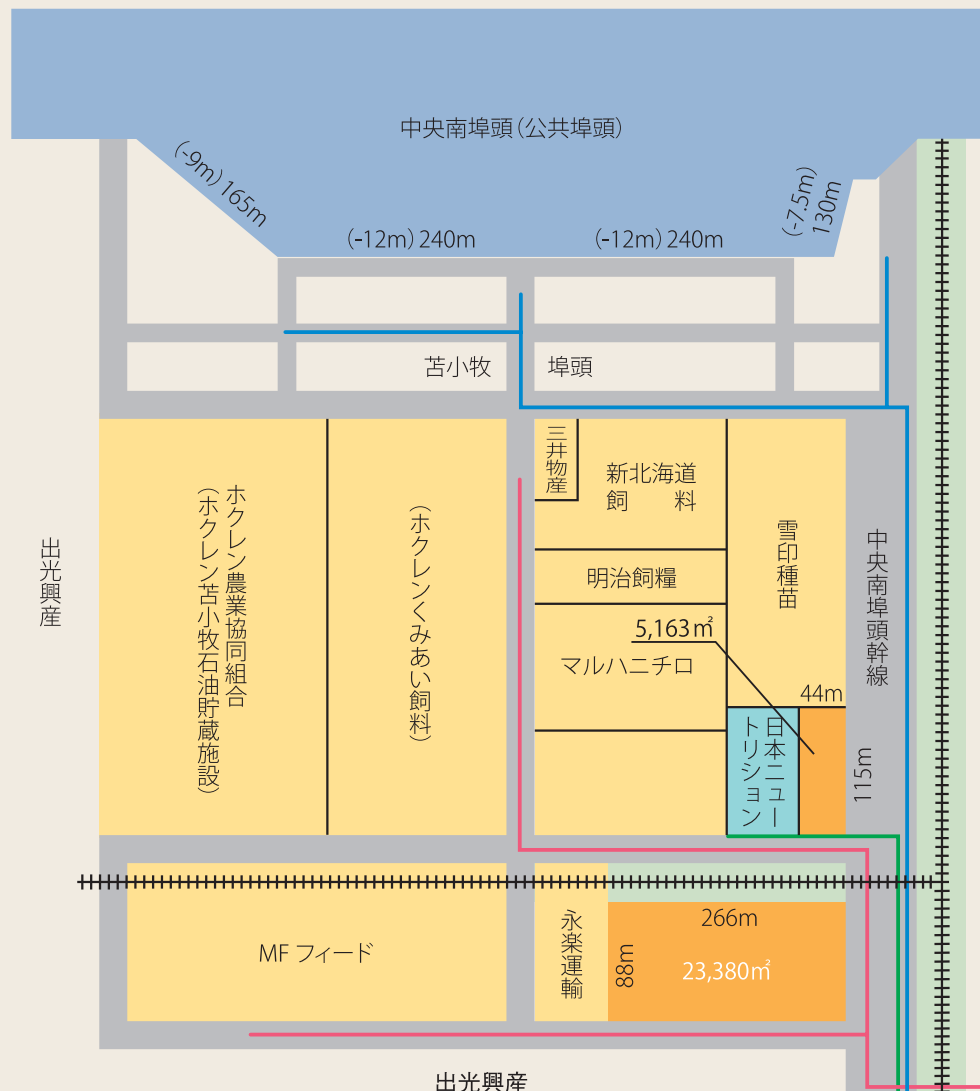 中央南埠頭(公共埠頭)
(-9m) 165m
(-12m) 240m
(-12m) 240m
(-7.5m)
130m
苫小牧 埠頭
出光興産
ホクレン農業協同組合
(ホクレン苫小牧石油貯蔵施設)
(ホクレンくみあい飼料)
三井物産
新北海道
飼 料
明治飼糧
5,163㎡
マルハニチロ
雪印種苗
中央南埠頭幹線
44m
日本ニュー
トリション
115m
MF フィード
永楽運輸
266m
88m
23,380㎡
出光興産